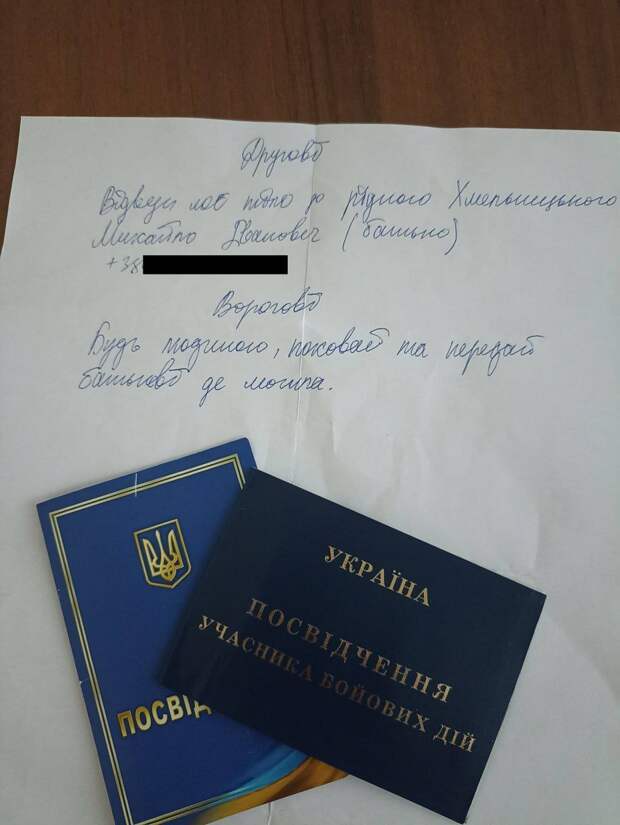 Другові
Відвези моє тіло до рідного Хмельницького
Михайло Іванович (батько)
+38
Ворогові
Будь людиною, поховай та передай
батькові де могила.
УКРАЇНА
ПОСВІДЧЕННЯ
УЧАСНИКА БОЙОВИХ ДІЙ
ПОСВІД